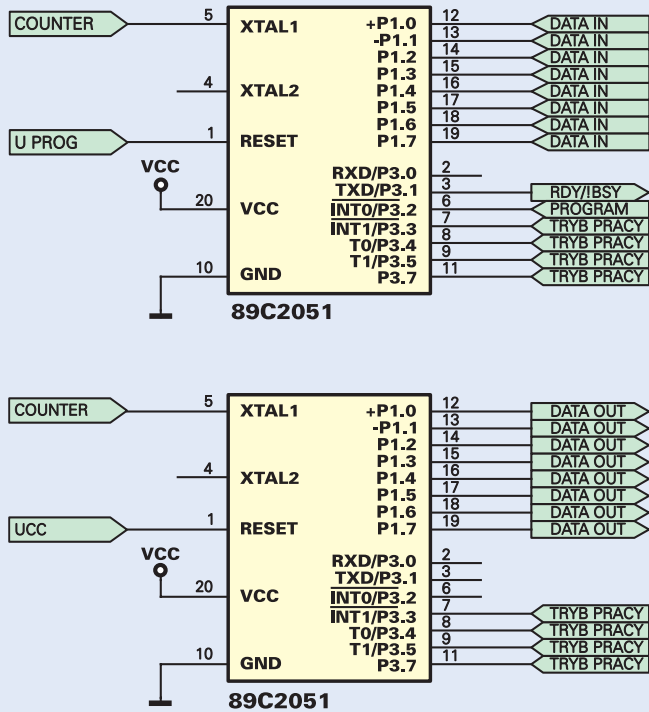 COUNTER 5 XTAL1 +P1.0 12 DATA IN
-P1.1 13 DATA IN
P1.2 14 DATA IN
P1.3 15 DATA IN
4 XTAL2 P1.4 16 DATA IN
P1.5 17 DATA IN
P1.6 18 DATA IN
U PROG 1 RESET P1.7 19 DATA IN
VCC RXD/P3.0 2
TXD/P3.1 3 RDY/!BSY
20 VCC INT0/P3.2 6 PROGRAM
INT1/P3.3 7 TRYB PRACY
T0/P3.4 8 TRYB PRACY
T1/P3.5 9 TRYB PRACY
10 GND P3.7 11 TRYB PRACY
89C2051
COUNTER 5 XTAL1 +P1.0 12 DATA OUT
-P1.1 13 DATA OUT
P1.2 14 DATA OUT
P1.3 15 DATA OUT
4 XTAL2 P1.4 16 DATA OUT
P1.5 17 DATA OUT
P1.6 18 DATA OUT
UCC 1 RESET P1.7 19 DATA OUT
VCC RXD/P3.0 2
TXD/P3.1 3
20 VCC INT0/P3.2 6
INT1/P3.3 7 TRYB PRACY
T0/P3.4 8 TRYB PRACY
T1/P3.5 9 TRYB PRACY
10 GND P3.7 11 TRYB PRACY
89C2051